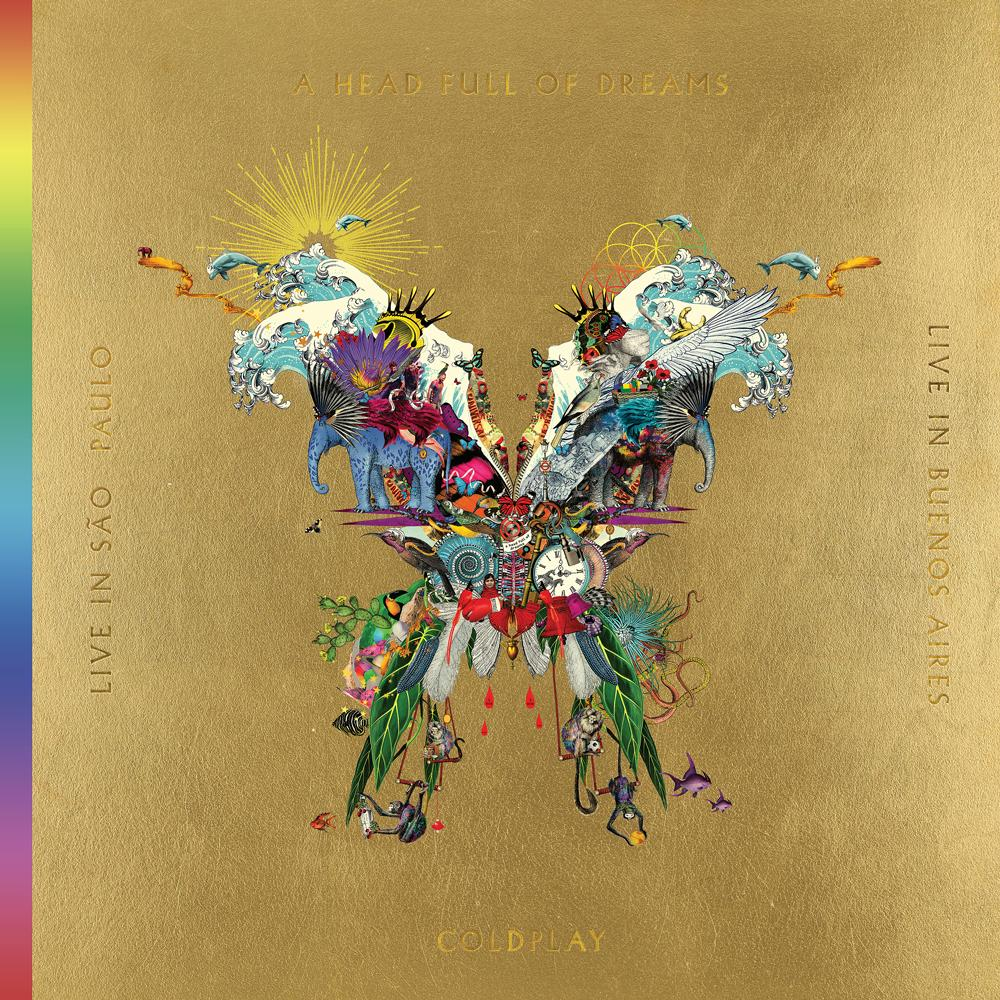 A HEAD FULL OF DREAMS
LIVE IN SÃO PAULO
LIVE IN BUENOS AIRES
COLDPLAY